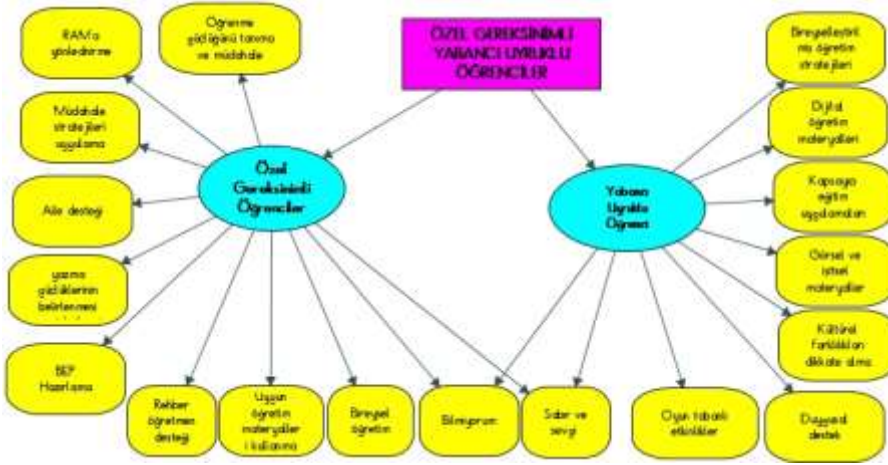 ÖZEL GEREKSİNİMLİ
YABANCI UYRUKLU
ÖĞRENCİLER
RAM'a
yönlendirme
Öğrenme
güçlüğünü tanıma
ve müdahale
Müdahale
stratejileri
uygulama
Aile desteği
yazma
güçlüklerinin
belirlenmesi
BEP
Hazırlama
Özel
Gereksinimli
Öğrenciler
Rehber
öğretmen
desteği
Uygun
öğretim
materyaller
i kullanma
Bireysel
öğretim
Bilmiyorum
Sabır ve
sevgi
Yabancı
Uyruklu
Öğrenci
Bireyselleştiril
miş öğretim
stratejileri
Dijital
öğretim
materyalleri
Kapsayıcı
eğitim
uygulamaları
Görsel ve
işitsel
materyaller
Kültürel
farklılıkları
dikkate alma
Duygusal
destek
Oyun tabanlı
etkinlikler